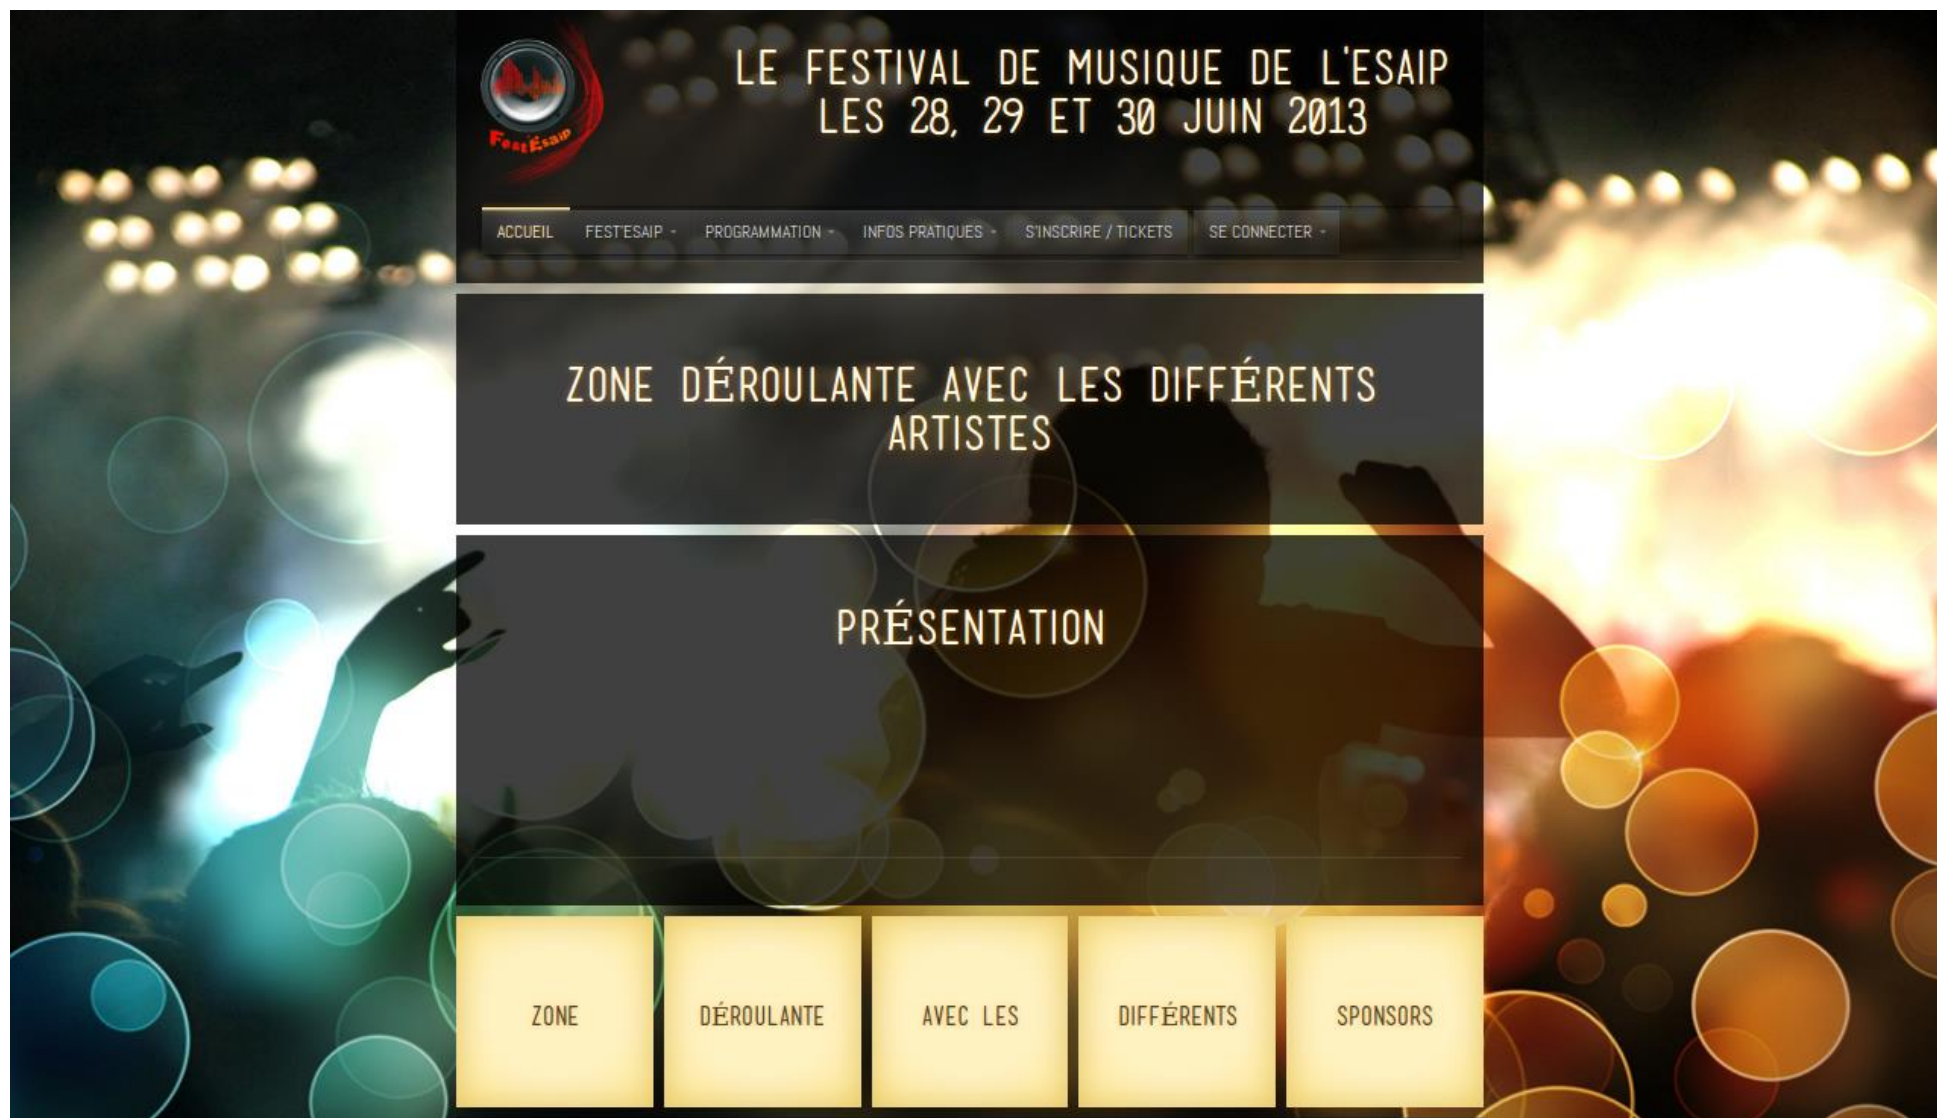 Fest'Esaip
LE FESTIVAL DE MUSIQUE DE L'ESAIP
LES 28, 29 ET 30 JUIN 2013
ACCUEIL FEST'ESAIP PROGRAMMATION INFOS PRATIQUES S'INSCRIRE / TICKETS SE CONNECTER
ZONE DÉROULANTE AVEC LES DIFFÉRENTS
ARTISTES
PRÉSENTATION
ZONE DÉROULANTE AVEC LES DIFFÉRENTS SPONSORS